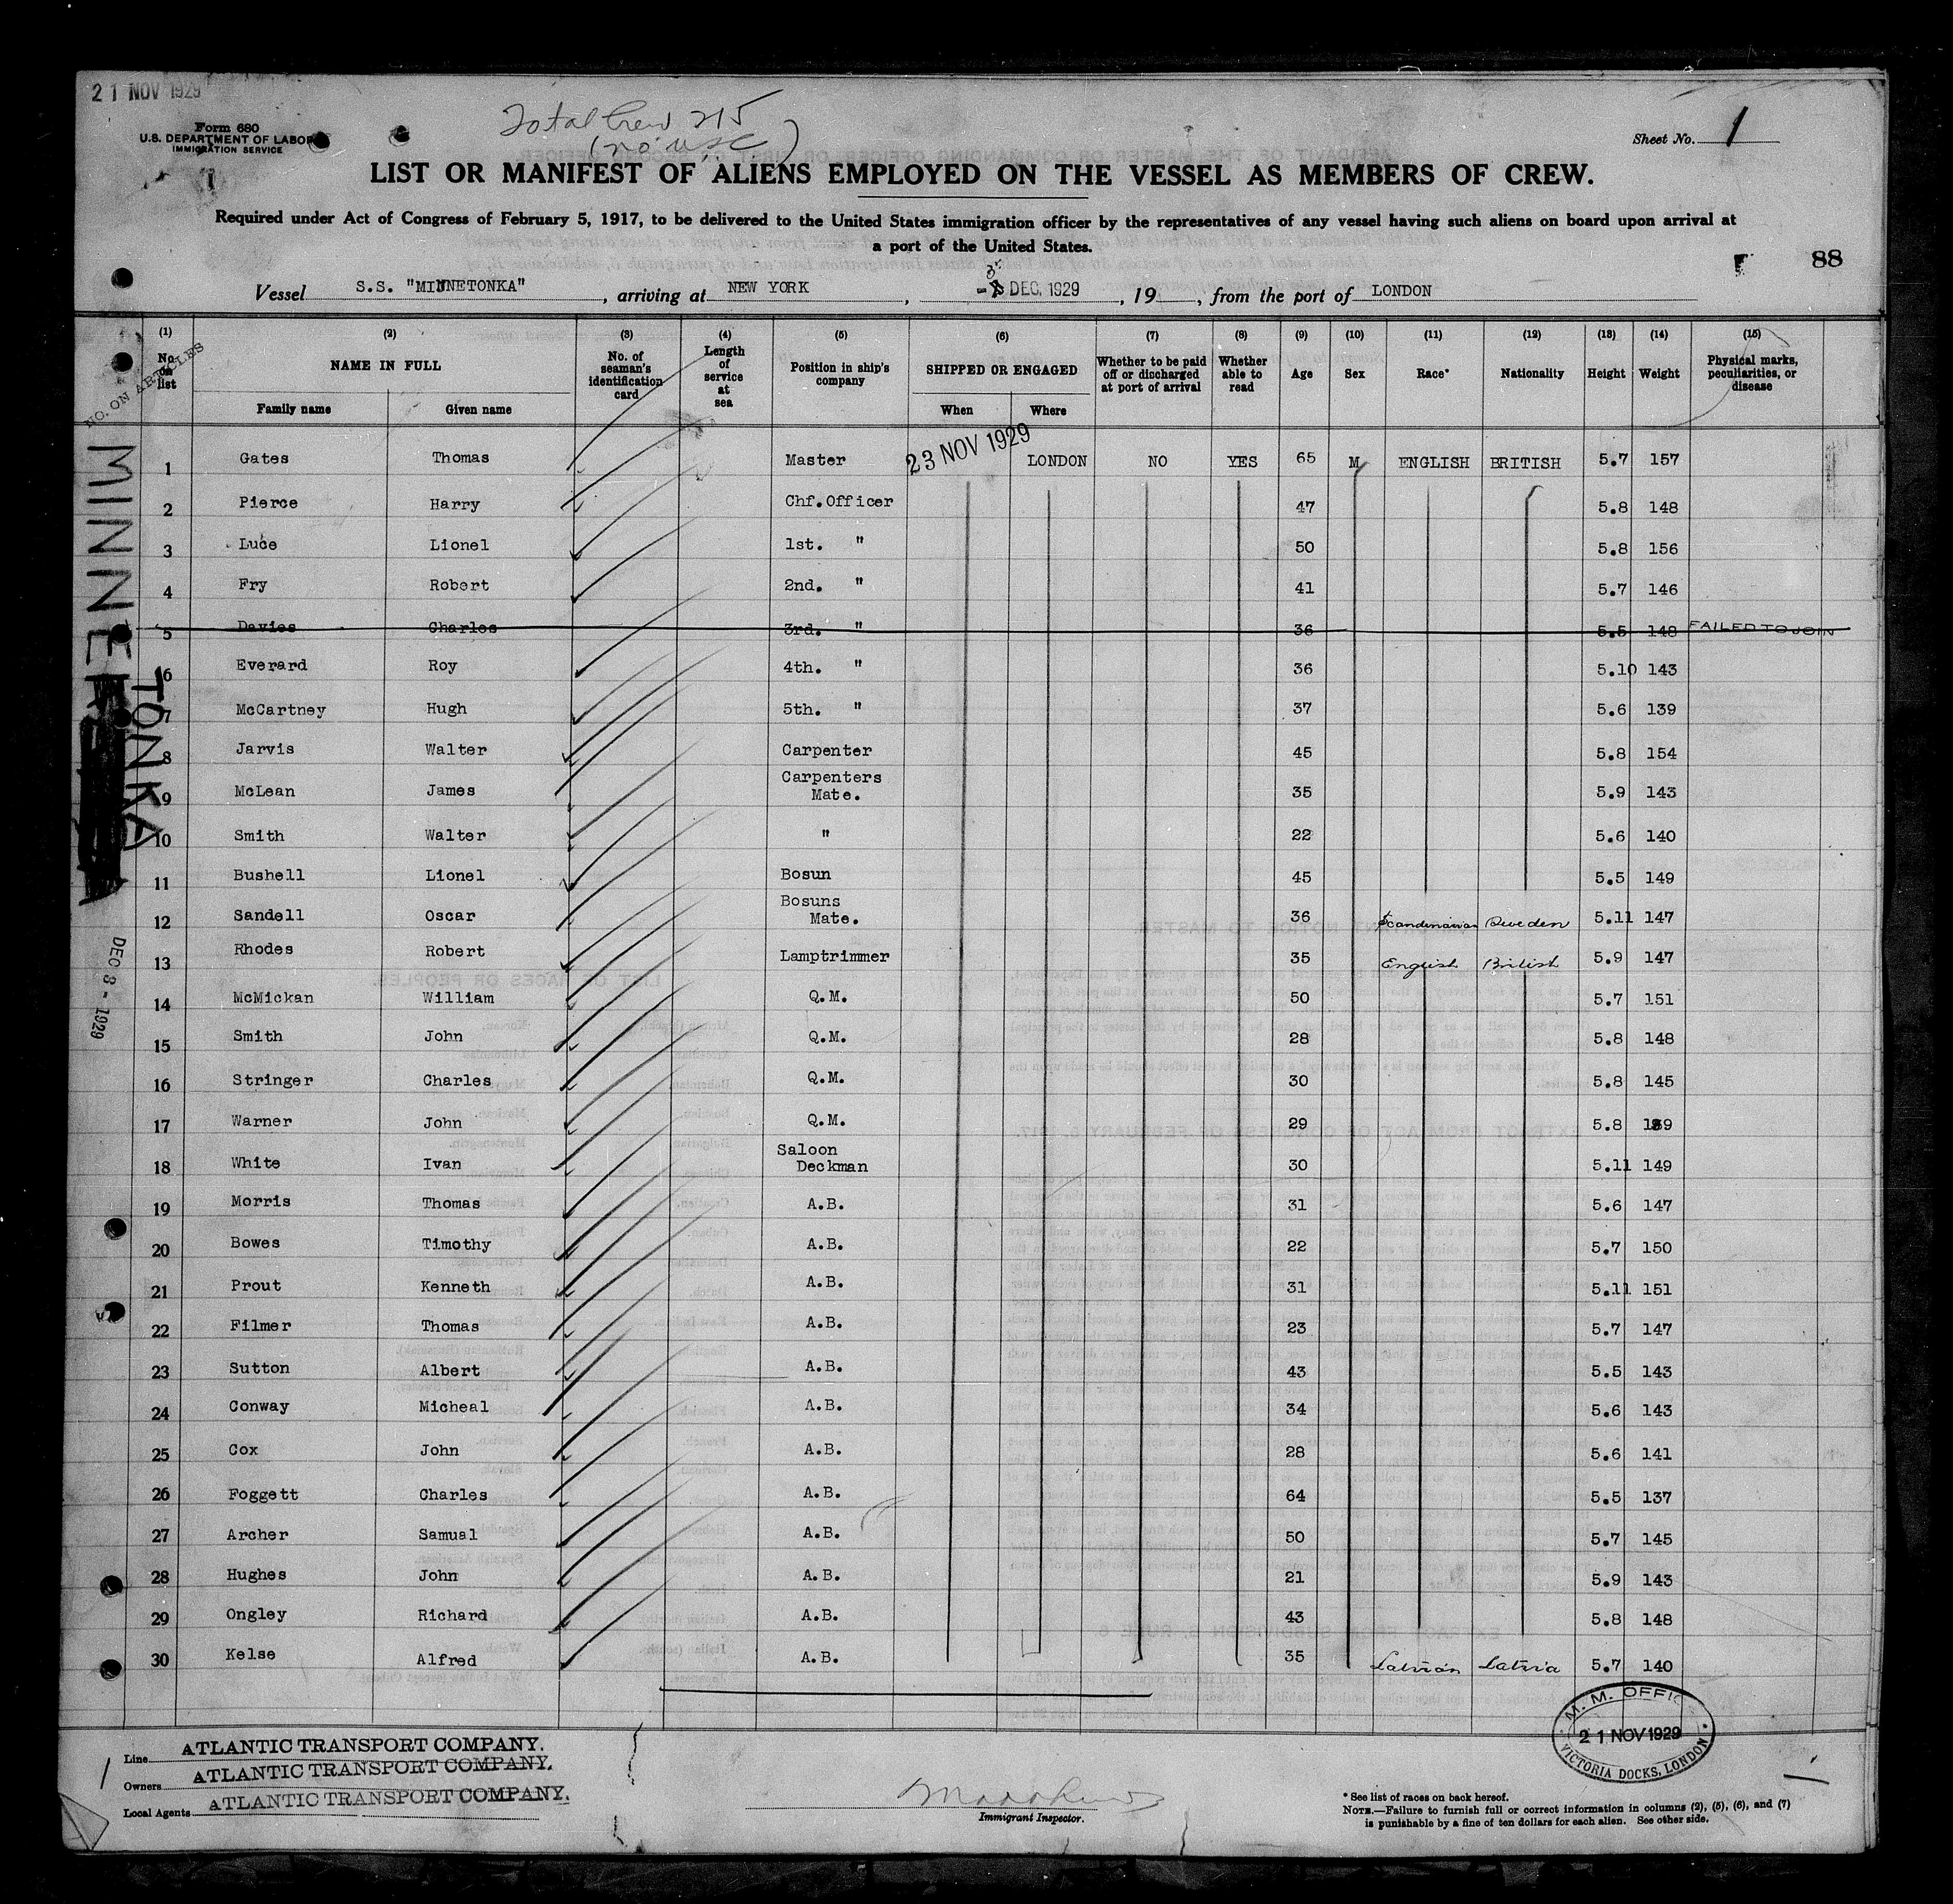 21 NOV 1929
Form 680
U.S. DEPARTMENT OF LABOR
IMMIGRATION SERVICE
Total Crew 215
(no USC)
Sheet No. 1
LIST OR MANIFEST OF ALIENS EMPLOYED ON THE VESSEL AS MEMBERS OF CREW.
Required under Act of Congress of February 5, 1917, to be delivered to the United States immigration officer by the representatives of any vessel having such aliens on board upon arrival at
a port of the United States.
88
Vessel S.S. "MINNETONKA", arriving at NEW YORK, 3 DEC. 1929, 19, from the port of LONDON
(1) (2) (3) (4) (5) (6) (7) (8) (9) (10) (11) (12) (13) (14) (15)
No. on list
NO. ON ARTICLES
NAME IN FULL
Family name Given name
No. of seaman's identification card
Length of service at sea
Position in ship's company
SHIPPED OR ENGAGED
When Where
Whether to be paid off or discharged at port of arrival
Whether able to read
Age
Sex
Race*
Nationality
Height
Weight
Physical marks, peculiarities, or disease
1 Gates Thomas Master 23 NOV 1929 LONDON NO YES 65 M ENGLISH BRITISH 5.7 157
2 Pierce Harry Chf.Officer 47 5.8 148
3 Luce Lionel 1st. " 50 5.8 156
4 Fry Robert 2nd. " 41 5.7 146
5 Davies Charles 3rd. " 36 5.5 148 FAILED TO JOIN
6 Everard Roy 4th. " 36 5.10 143
7 McCartney Hugh 5th. " 37 5.6 139
8 Jarvis Walter Carpenter 45 5.8 154
9 McLean James Carpenters Mate. 35 5.9 143
10 Smith Walter " 22 5.6 140
11 Bushell Lionel Bosun 45 5.5 149
12 Sandell Oscar Bosuns Mate. 36 Scandinavian Sweden 5.11 147
13 Rhodes Robert Lamptrimmer 35 English British 5.9 147
14 McMickan William Q.M. 50 5.7 151
15 Smith John Q.M. 28 5.8 148
16 Stringer Charles Q.M. 30 5.8 145
17 Warner John Q.M. 29 5.8
18 White Ivan Saloon Deckman 30 5.11 149
19 Morris Thomas A.B. 31 5.6 147
20 Bowes Timothy A.B. 22 5.7 150
21 Prout Kenneth A.B. 31 5.11 151
22 Filmer Thomas A.B. 23 5.7 147
23 Sutton Albert A.B. 43 5.5 143
24 Conway Micheal A.B. 34 5.6 143
25 Cox John A.B. 28 5.6 141
26 Foggett Charles A.B. 64 5.5 137
27 Archer Samual A.B. 50 5.7 145
28 Hughes John A.B. 21 5.9 143
29 Ongley Richard A.B. 43 5.8 148
30 Kelse Alfred A.B. 35 Latvian Latvia 5.7 140
MINNE
TONKA
DEC 3 - 1929
M. M. OFFIC
21 NOV 1929
VICTORIA DOCKS, LONDON
1
Line ATLANTIC TRANSPORT COMPANY.
Owners ATLANTIC TRANSPORT COMPANY.
Local Agents ATLANTIC TRANSPORT COMPANY.
Immigrant Inspector.
* See list of races on back hereof.
NOTE.—Failure to furnish full or correct information in columns (2), (5), (6), and (7)
is punishable by a fine of ten dollars for each alien. See other side.